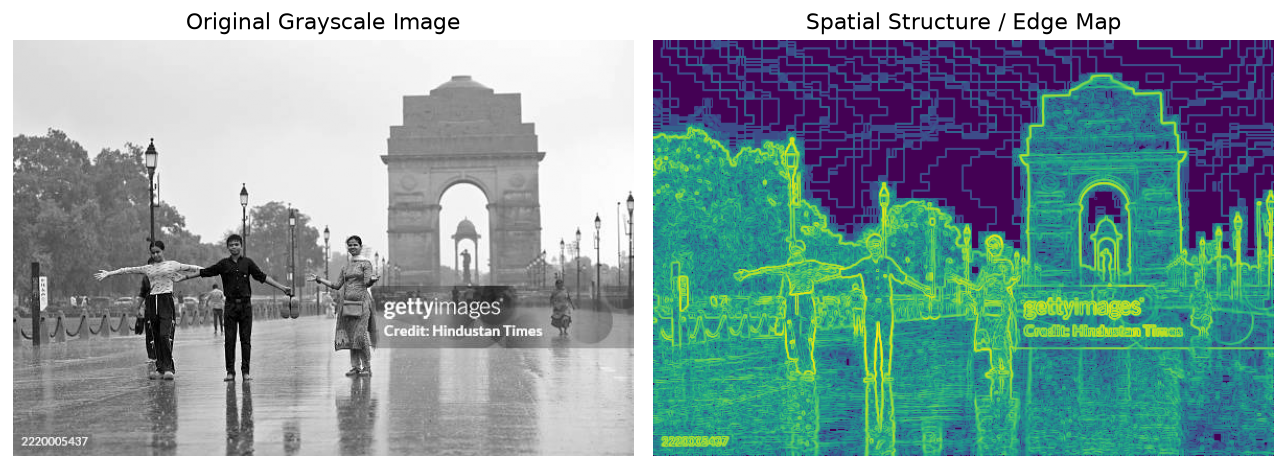 Original Grayscale Image
Spatial Structure / Edge Map
gettyimages®
Credit: Hindustan Times
2220005437
gettyimages®
Credit: Hindustan Times
2220005437